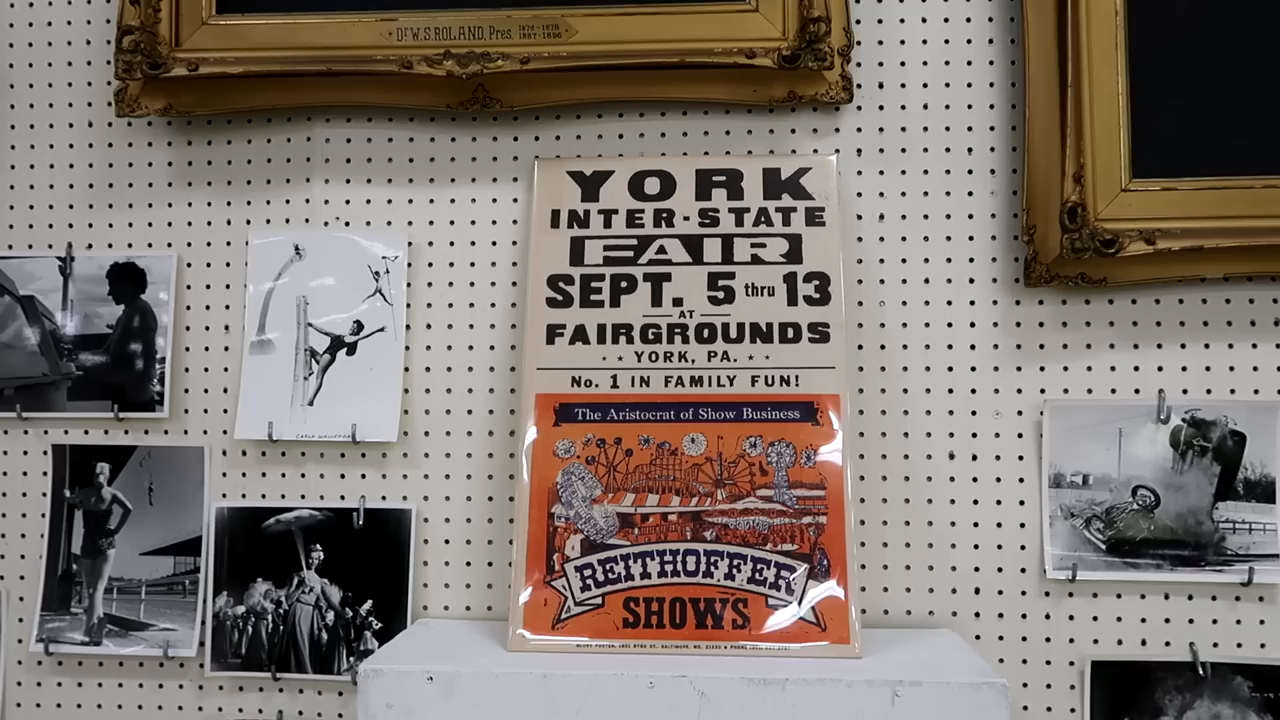 Dr W. S. ROLAND, Pres. 1876-1878
1887-1896
YORK
INTER-STATE
FAIR
SEPT. 5 thru 13
AT
FAIRGROUNDS
YORK, PA.
No. 1 IN FAMILY FUN!
The Aristocrat of Show Business
REITHOFFER
SHOWS